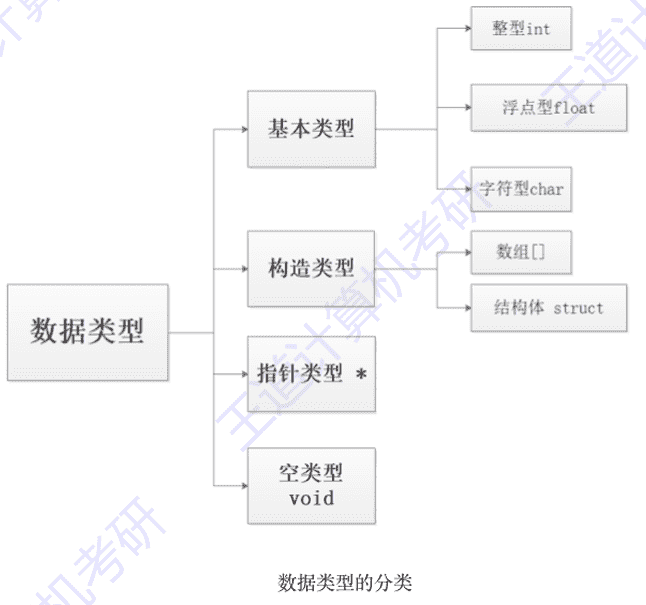 整型int
浮点型float
基本类型
字符型char
构造类型
数组[]
结构体 struct
数据类型
指针类型 *
空类型
void
数据类型的分类
王道计算机考研
王道计
机考研